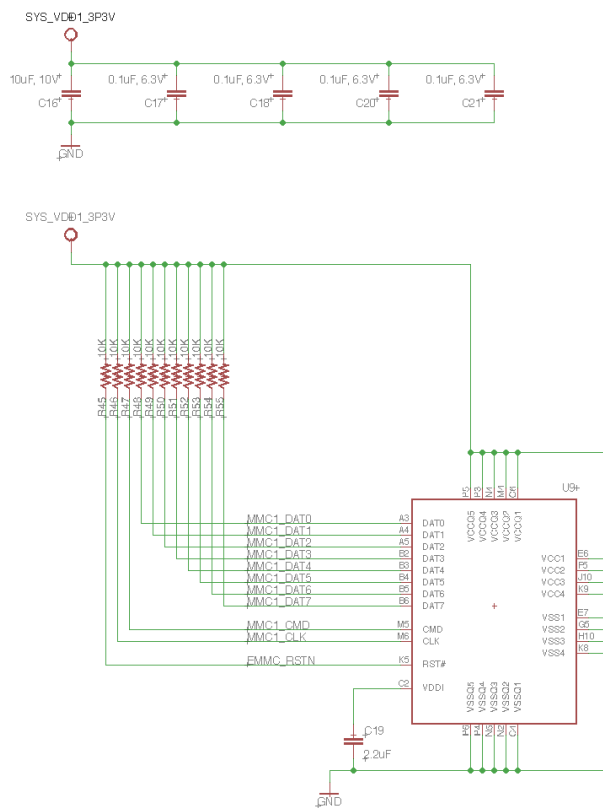 SYS_VDD1_3P3V
10uF, 10V
0.1uF, 6.3V
0.1uF, 6.3V
0.1uF, 6.3V
0.1uF, 6.3V
C16
C17
C18
C20
C21
GND
SYS_VDD1_3P3V
10K
10K
10K
10K
10K
10K
10K
10K
10K
10K
10K
R45
R46
R47
R48
R49
R50
R51
R52
R53
R54
R55
U9
P5
P3
N4
M4
C6
VCCQ5
VCCQ4
VCCQ3
VCCQ2
VCCQ1
MMC1_DAT0 A3 DAT0
MMC1_DAT1 A4 DAT1
MMC1_DAT2 A5 DAT2
MMC1_DAT3 B2 DAT3
MMC1_DAT4 B3 DAT4
MMC1_DAT5 B4 DAT5
MMC1_DAT6 B5 DAT6
MMC1_DAT7 B6 DAT7
MMC1_CMD M5 CMD
MMC1_CLK M6 CLK
EMMC_RSTN K5 RST#
C2 VDDI
VCC1 E6
VCC2 F5
VCC3 J10
VCC4 K9
VSS1 E7
VSS2 G5
VSS3 H10
VSS4 K8
VSSQ5
VSSQ4
VSSQ3
VSSQ2
VSSQ1
P6
P4
N5
N2
C4
C19
2.2uF
GND